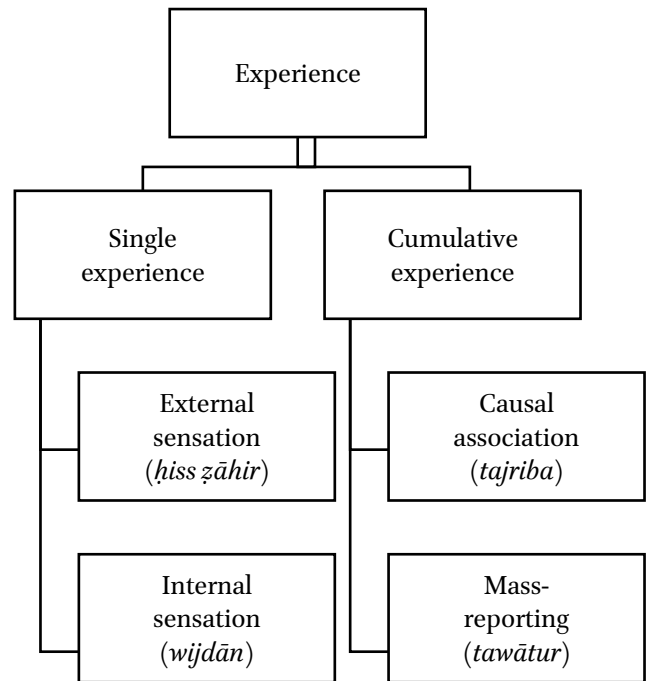 Experience
Single
experience
Cumulative
experience
External
sensation
(ḥiss ẓāhir)
Causal
association
(tajriba)
Internal
sensation
(wijdān)
Mass-
reporting
(tawātur)